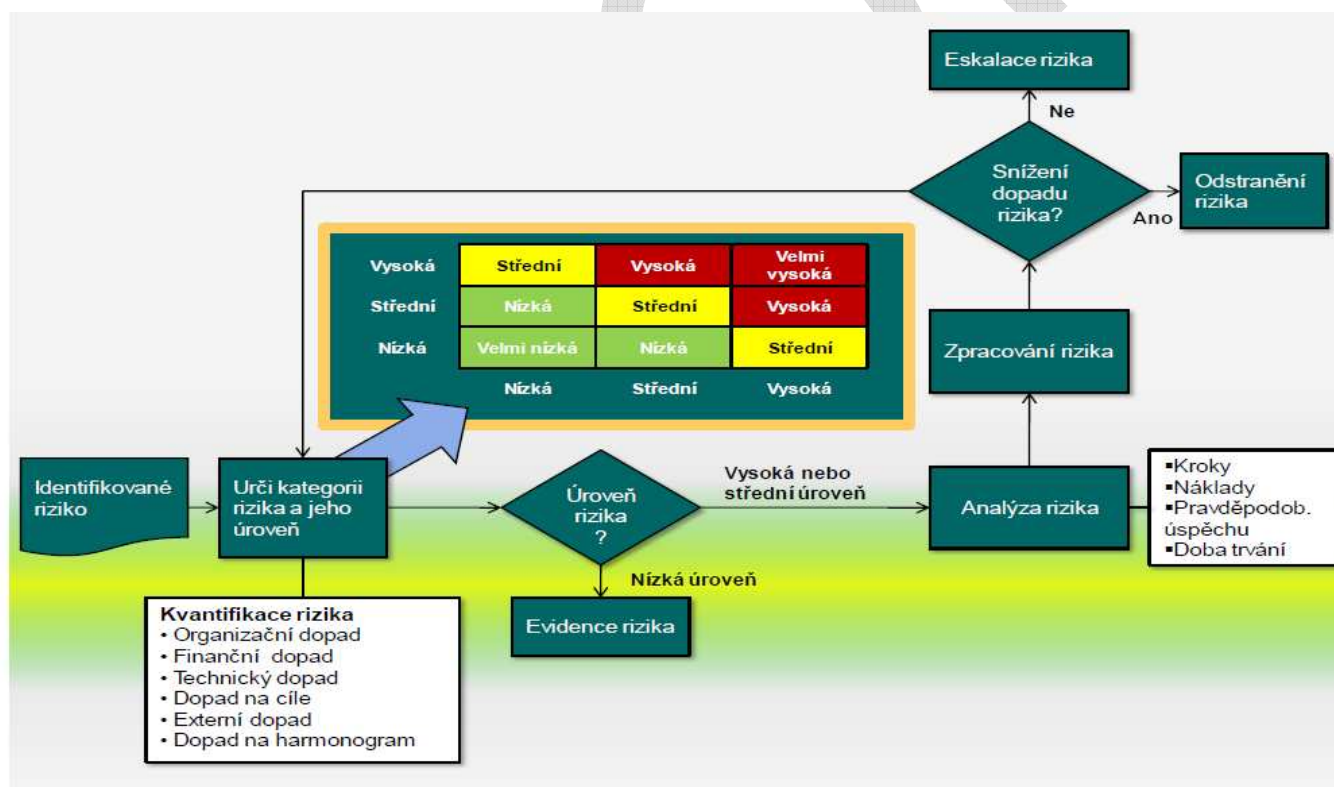 Eskalace rizika
Ne
Snížení
dopadu
rizika?
Ano
Odstranění
rizika
Vysoká Střední Vysoká Velmi
vysoká
Střední Nízká Střední Vysoká
Nízká Velmi nízká Nízká Střední
Nízká Střední Vysoká
Zpracování rizika
Identifikované
riziko
Urči kategorii
rizika a jeho
úroveň
Úroveň
rizika
?
Vysoká nebo
střední úroveň
Analýza rizika
▪Kroky
▪Náklady
▪Pravděpodob.
úspěchu
▪Doba trvání
Nízká úroveň
Evidence rizika
Kvantifikace rizika
• Organizační dopad
• Finanční dopad
• Technický dopad
• Dopad na cíle
• Externí dopad
• Dopad na harmonogram